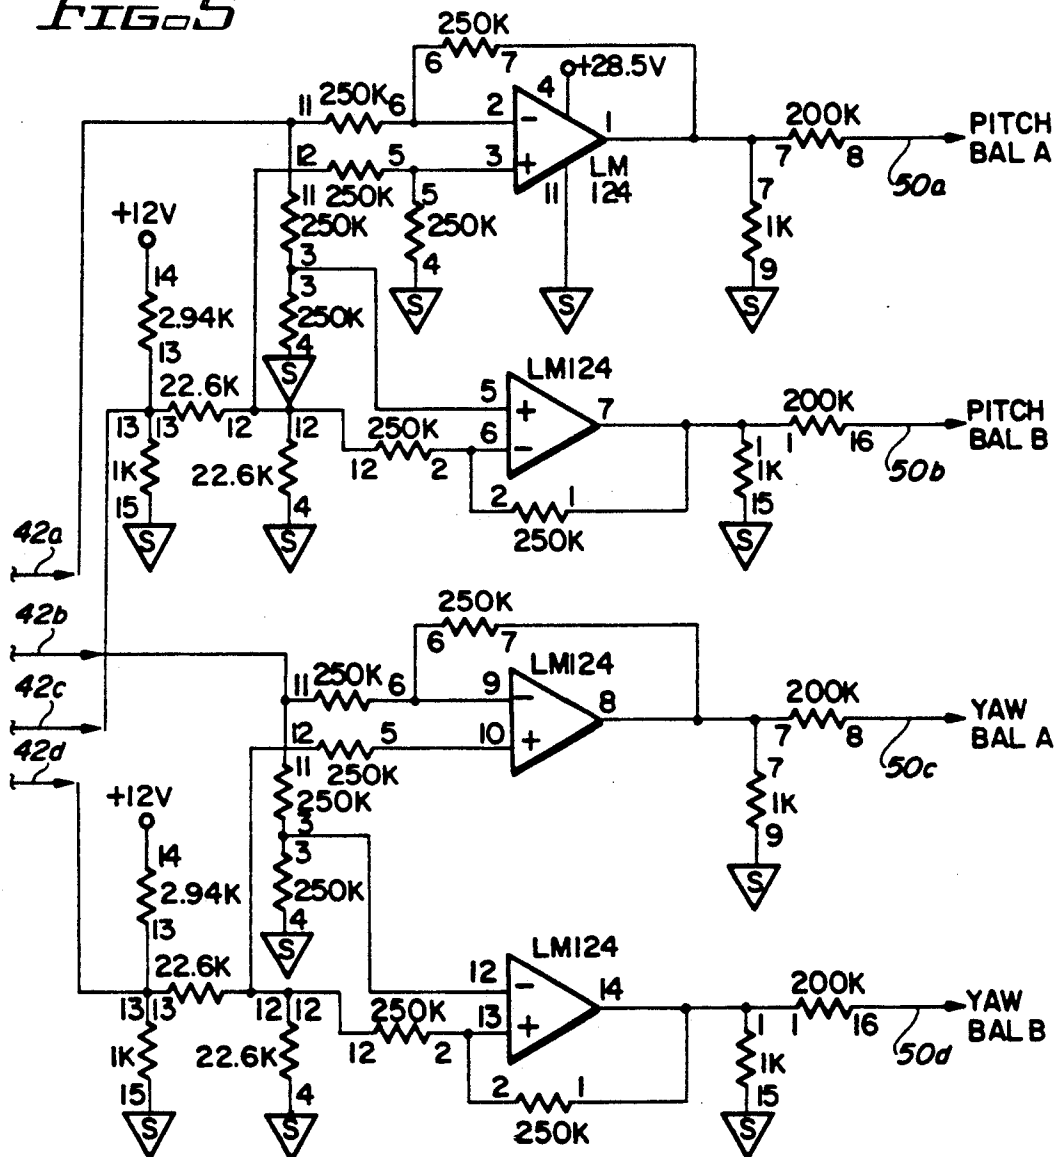 FIG. 5
250K
6 7
+28.5V
4
11 250K 6 2 − 1
200K
7 8
PITCH
BAL A
50a
12 5 3 +
250K
LM
124
11
11
250K
5
250K
4
7
1K
9
+12V
3
3
250K
4
S
S
S
S
14
2.94K
13
22.6K
13 13 12 12
LM124
5 +
6 −
7
250K
12 2
200K
1 16
PITCH
BAL B
50b
1K
15
22.6K
4
2 1
250K
1
1K
15
S
S
S
42a
42b
42c
42d
250K
6 7
LM124
11 250K 6 9 − 8
200K
7 8
YAW
BAL A
50c
12 5 10 +
250K
11
250K
3
3
250K
4
S
7
1K
9
S
+12V
14
2.94K
13
22.6K
13 13 12 12
LM124
12 −
13 +
14
250K
12 2
200K
1 16
YAW
BAL B
50d
1K
15
22.6K
4
2 1
250K
1
1K
15
S
S
S